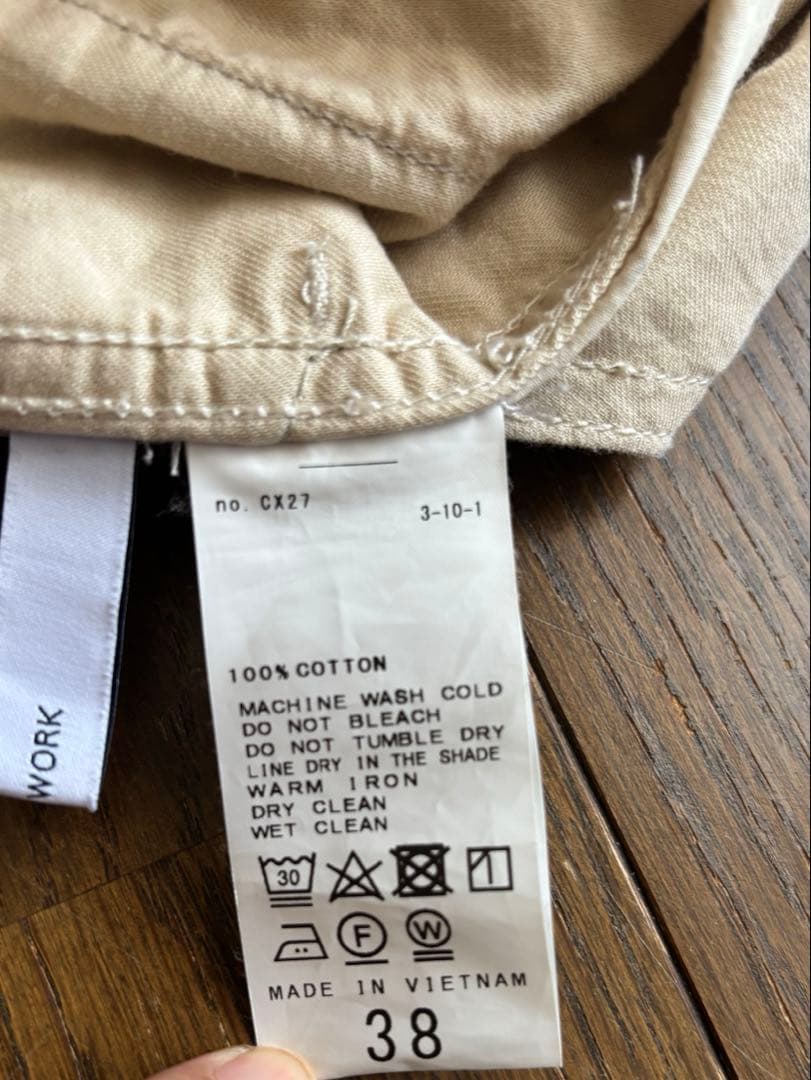 no. CX27
3-10-1
100% COTTON
MACHINE WASH COLD
DO NOT BLEACH
DO NOT TUMBLE DRY
LINE DRY IN THE SHADE
WARM IRON
DRY CLEAN
WET CLEAN
30
F
W
MADE IN VIETNAM
38
WORK